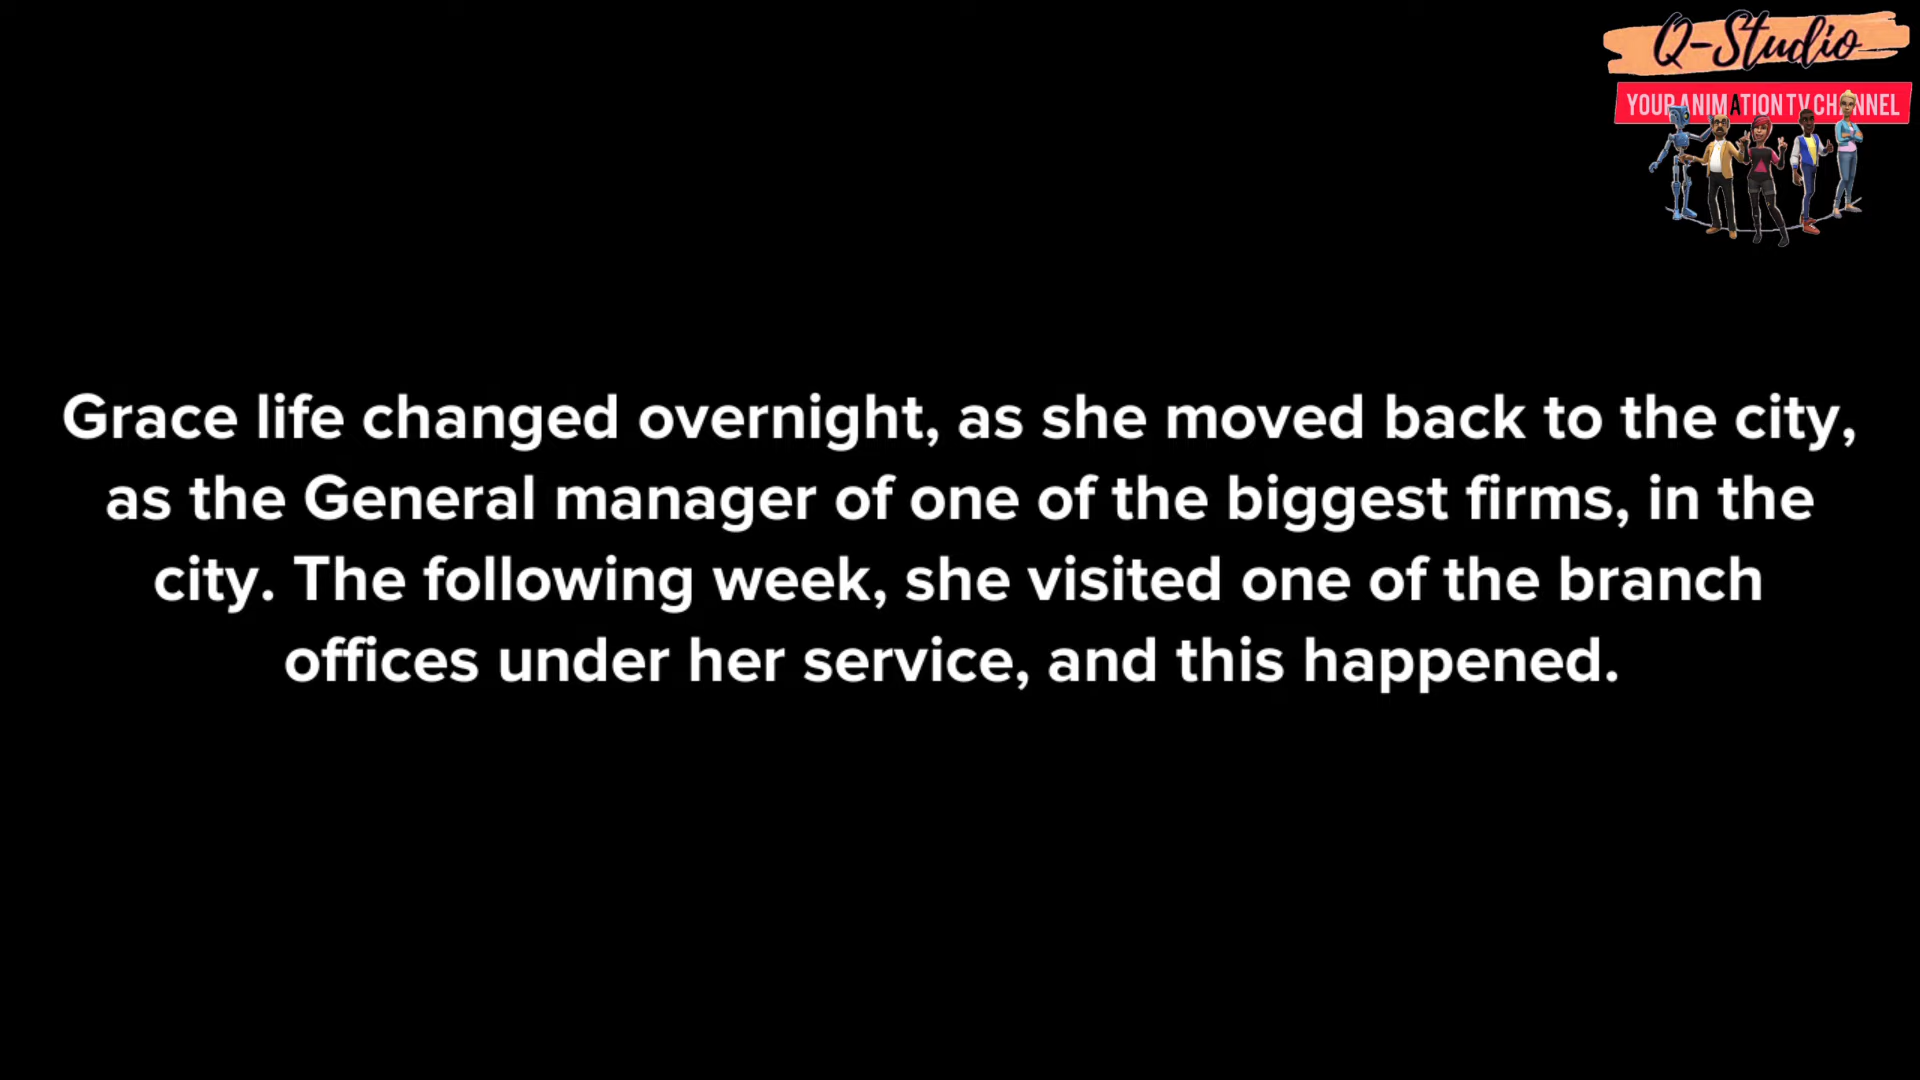 Q-Studio
YOUR ANIMATION TV CHANNEL
Grace life changed overnight, as she moved back to the city,
as the General manager of one of the biggest firms, in the
city. The following week, she visited one of the branch
offices under her service, and this happened.